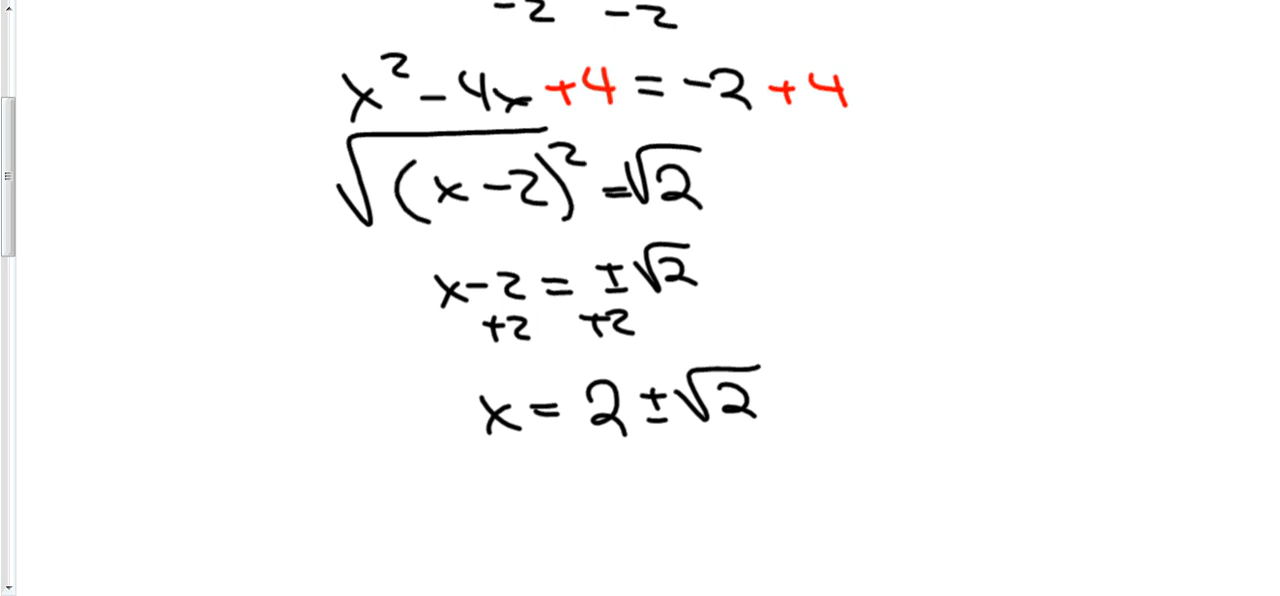 -2 -2
x² - 4x +4 = -2 +4
√(x-2)² = √2
x-2 = ±√2
+2 +2
x = 2 ± √2